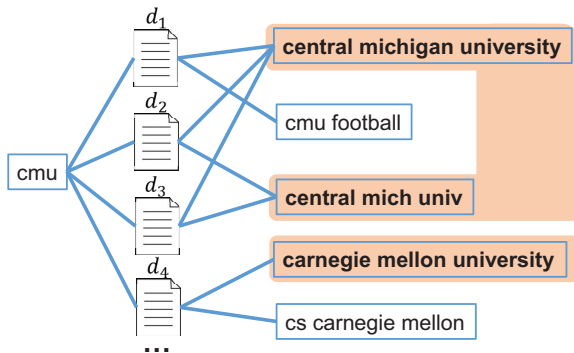 d₁
central michigan university
cmu football
d₂
cmu
central mich univ
d₃
carnegie mellon university
d₄
cs carnegie mellon
...